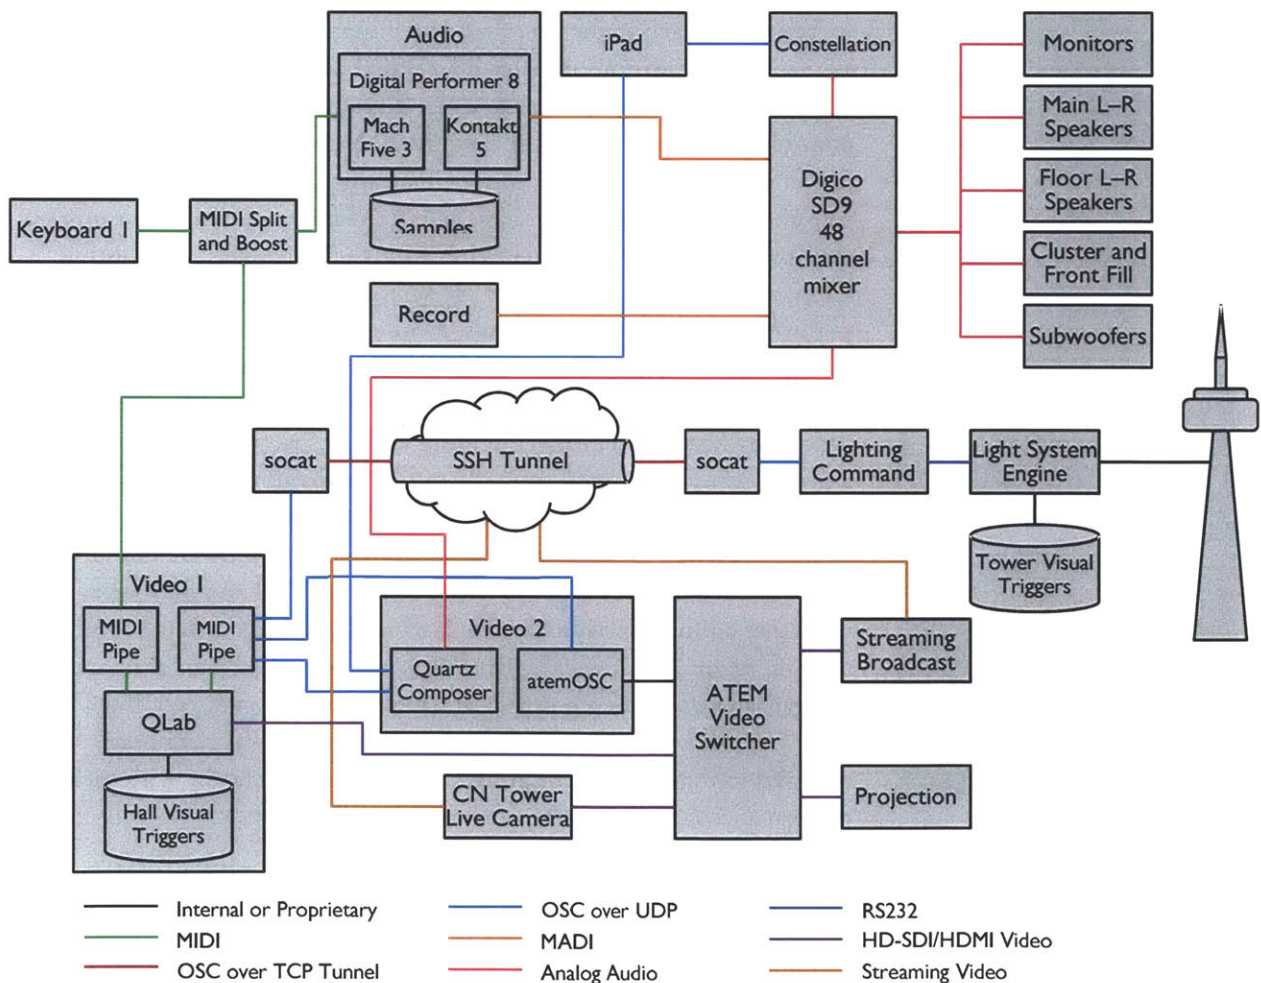 Audio
Digital Performer 8
Mach
Five 3
Kontakt
5
Samples
iPad
Constellation
Monitors
Main L–R
Speakers
Floor L–R
Speakers
Cluster and
Front Fill
Subwoofers
Digico
SD9
48
channel
mixer
Keyboard 1
MIDI Split
and Boost
Record
socat
SSH Tunnel
socat
Lighting
Command
Light System
Engine
Tower Visual
Triggers
Video 1
MIDI
Pipe
MIDI
Pipe
QLab
Hall Visual
Triggers
Video 2
Quartz
Composer
atemOSC
ATEM
Video
Switcher
Streaming
Broadcast
CN Tower
Live Camera
Projection
Internal or Proprietary
MIDI
OSC over TCP Tunnel
OSC over UDP
MADI
Analog Audio
RS232
HD-SDI/HDMI Video
Streaming Video